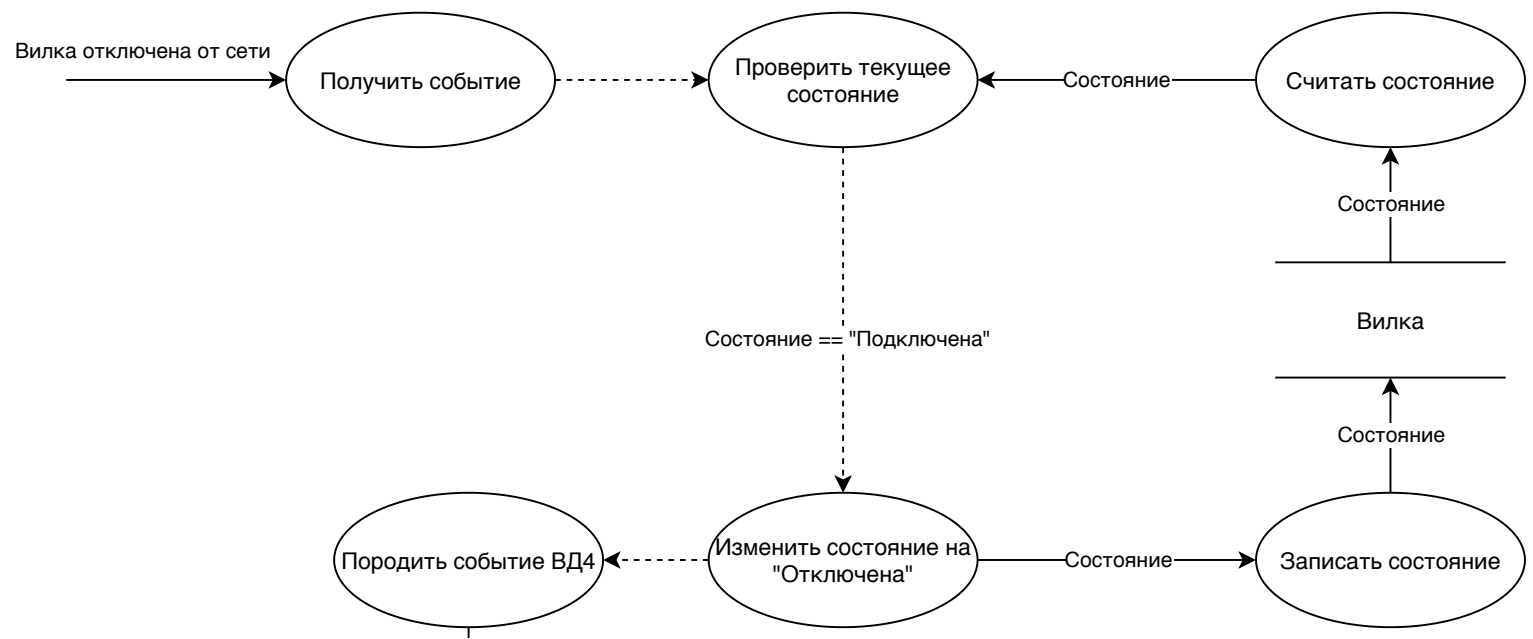 Вилка отключена от сети
Получить событие
Проверить текущее
состояние
Состояние
Считать состояние
Состояние
Вилка
Состояние == "Подключена"
Состояние
Породить событие ВД4
Изменить состояние на
"Отключена"
Состояние
Записать состояние